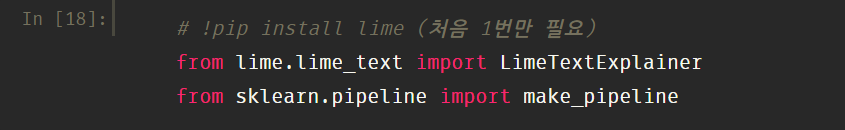 In [18]:
# !pip install lime (처음 1번만 필요)
from lime.lime_text import LimeTextExplainer
from sklearn.pipeline import make_pipeline